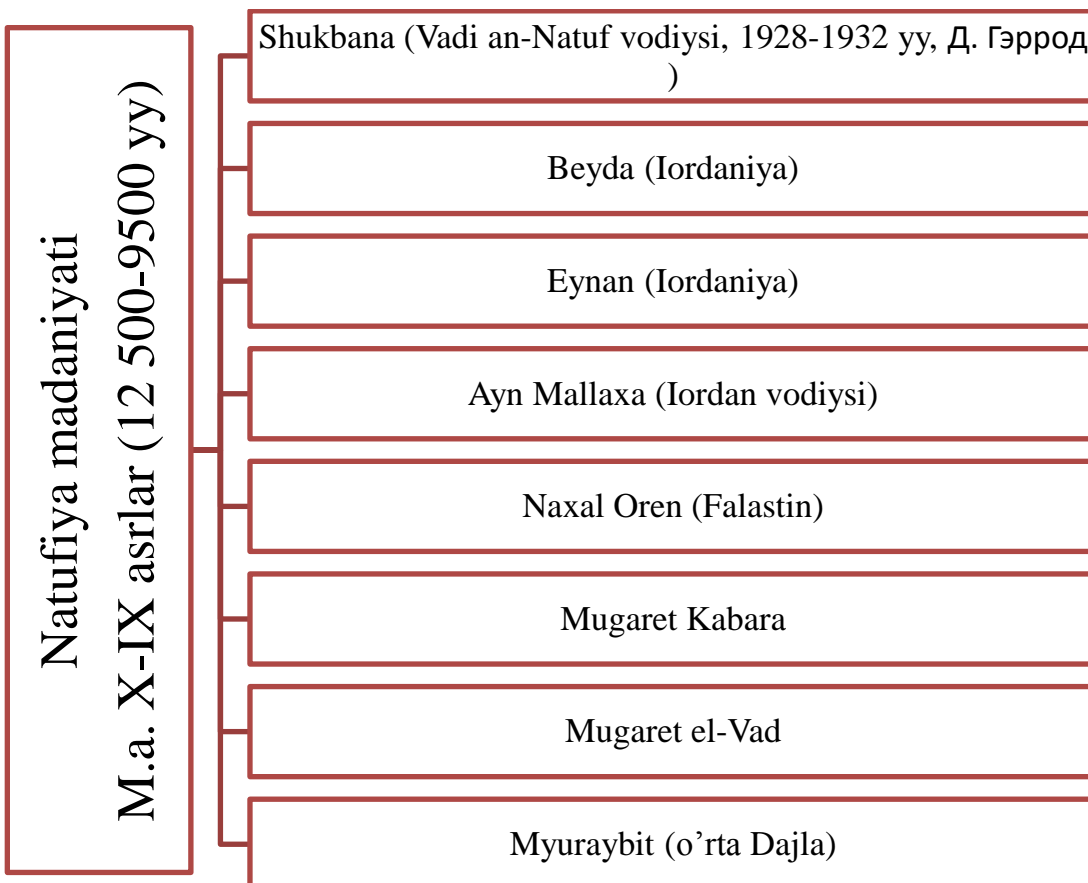 Natufiya madaniyati
M.a. X-IX asrlar (12 500-9500 yy)
Shukbana (Vadi an-Natuf vodiysi, 1928-1932 yy, Д. Гэррод
)
Beyda (Iordaniya)
Eynan (Iordaniya)
Ayn Mallaxa (Iordan vodiysi)
Naxal Oren (Falastin)
Mugaret Kabara
Mugaret el-Vad
Myuraybit (o’rta Dajla)